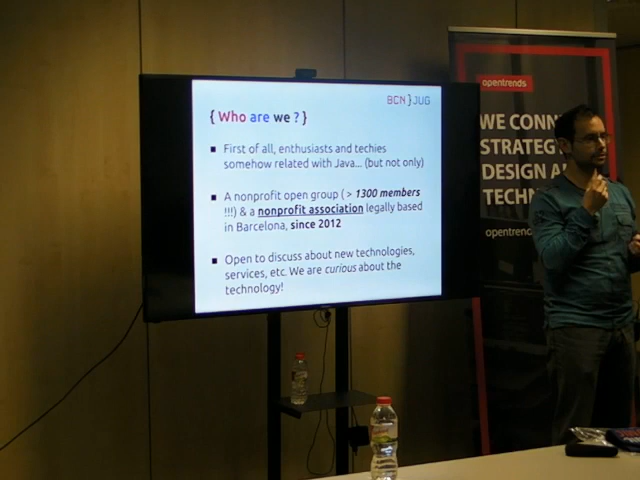 BCN}JUG
{ Who are we ? }
First of all, enthusiasts and techies
somehow related with Java... (but not only)
A nonprofit open group ( > 1300 members
!!!) & a nonprofit association legally based
in Barcelona, since 2012
Open to discuss about new technologies,
services, etc. We are curious about the
technology!
opentrends
WE CONN
STRATEG
DESIGN A
TECHN
opentrend